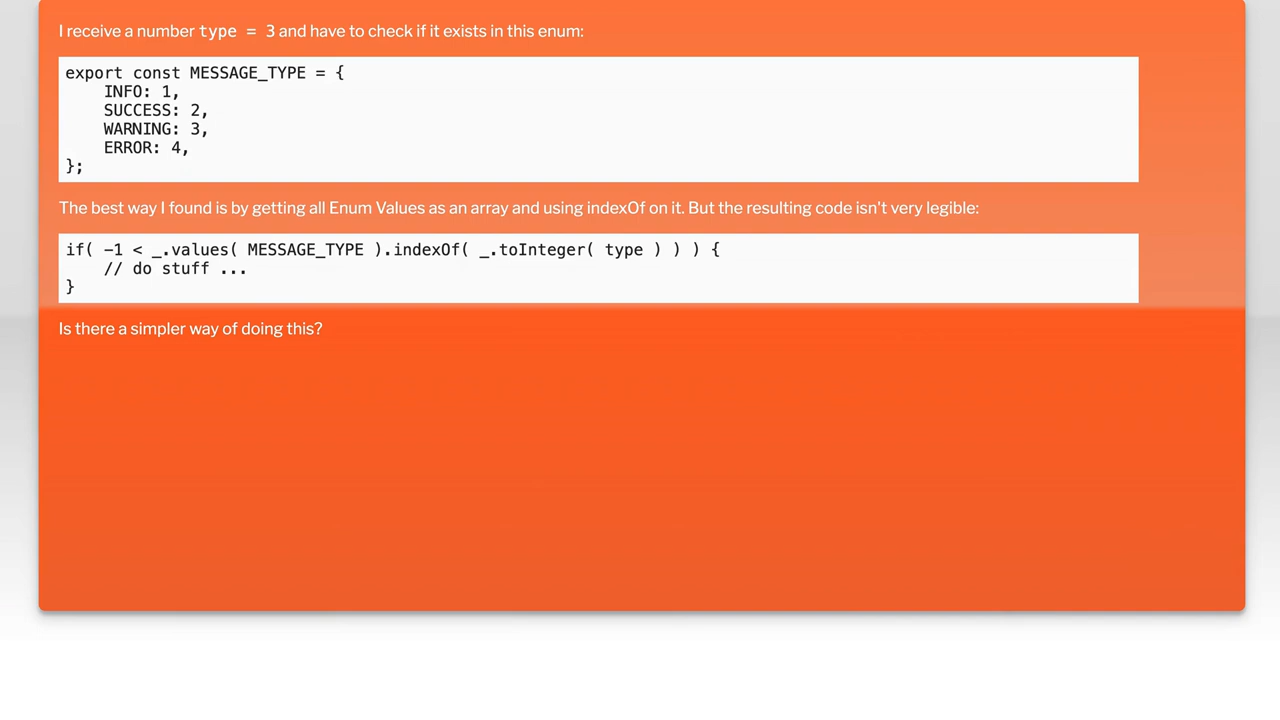 I receive a number type = 3 and have to check if it exists in this enum:
export const MESSAGE_TYPE = {
    INFO: 1,
    SUCCESS: 2,
    WARNING: 3,
    ERROR: 4,
};
The best way I found is by getting all Enum Values as an array and using indexOf on it. But the resulting code isn't very legible:
if( -1 < _.values( MESSAGE_TYPE ).indexOf( _.toInteger( type ) ) ) {
    // do stuff ...
}
Is there a simpler way of doing this?